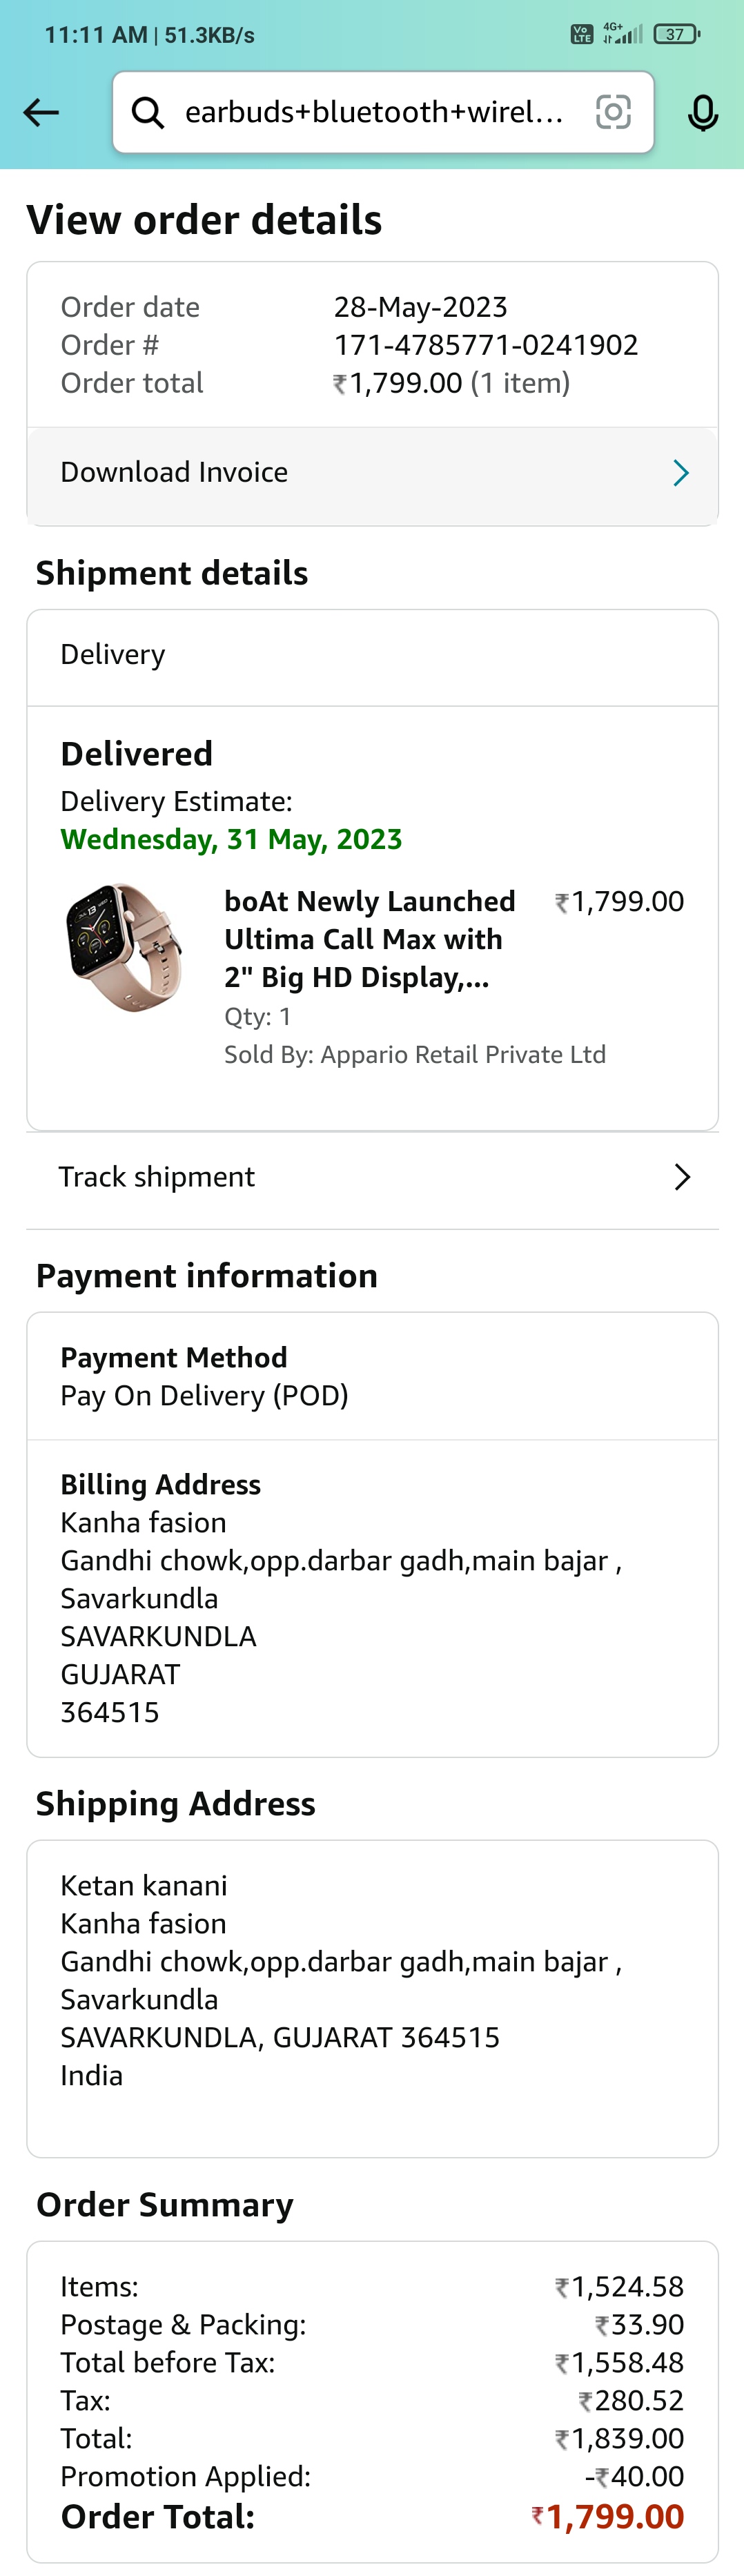 11:11 AM | 51.3KB/s Vo LTE 4G+ 37
earbuds+bluetooth+wirel...
View order details
Order date 28-May-2023
Order # 171-4785771-0241902
Order total ₹1,799.00 (1 item)
Download Invoice
Shipment details
Delivery
Delivered
Delivery Estimate:
Wednesday, 31 May, 2023
boAt Newly Launched ₹1,799.00
Ultima Call Max with
2" Big HD Display,...
Qty: 1
Sold By: Appario Retail Private Ltd
Track shipment
Payment information
Payment Method
Pay On Delivery (POD)
Billing Address
Kanha fasion
Gandhi chowk,opp.darbar gadh,main bajar ,
Savarkundla
SAVARKUNDLA
GUJARAT
364515
Shipping Address
Ketan kanani
Kanha fasion
Gandhi chowk,opp.darbar gadh,main bajar ,
Savarkundla
SAVARKUNDLA, GUJARAT 364515
India
Order Summary
Items: ₹1,524.58
Postage & Packing: ₹33.90
Total before Tax: ₹1,558.48
Tax: ₹280.52
Total: ₹1,839.00
Promotion Applied: -₹40.00
Order Total: ₹1,799.00